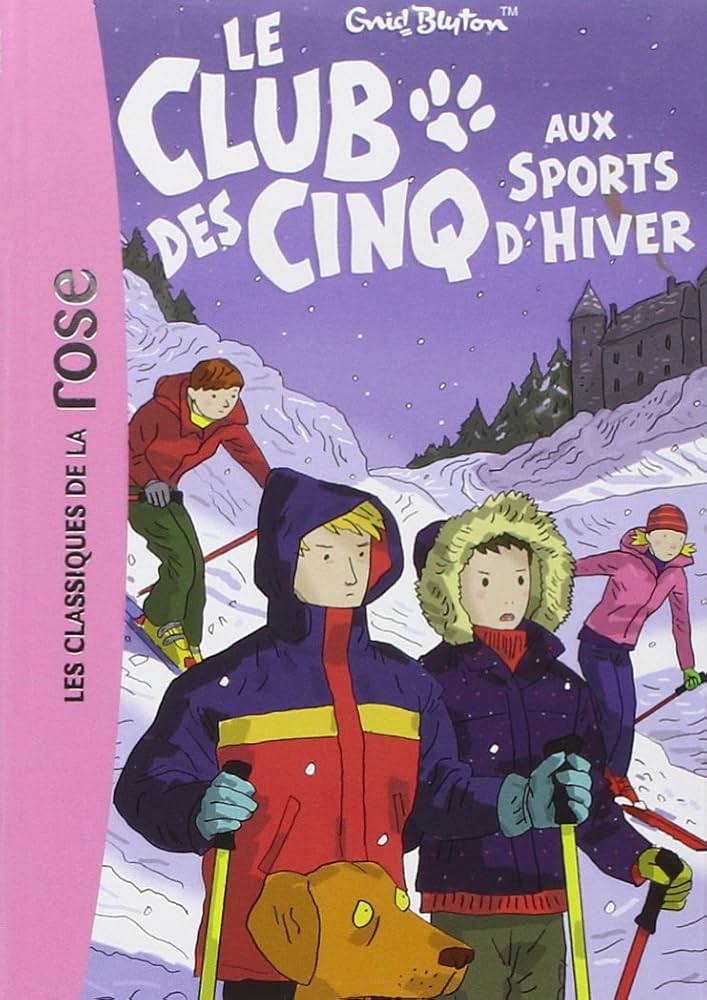 Enid Blyton™
LE
CLUB
DES CINQ
AUX
SPORTS
D'HIVER
LES CLASSIQUES DE LA rose